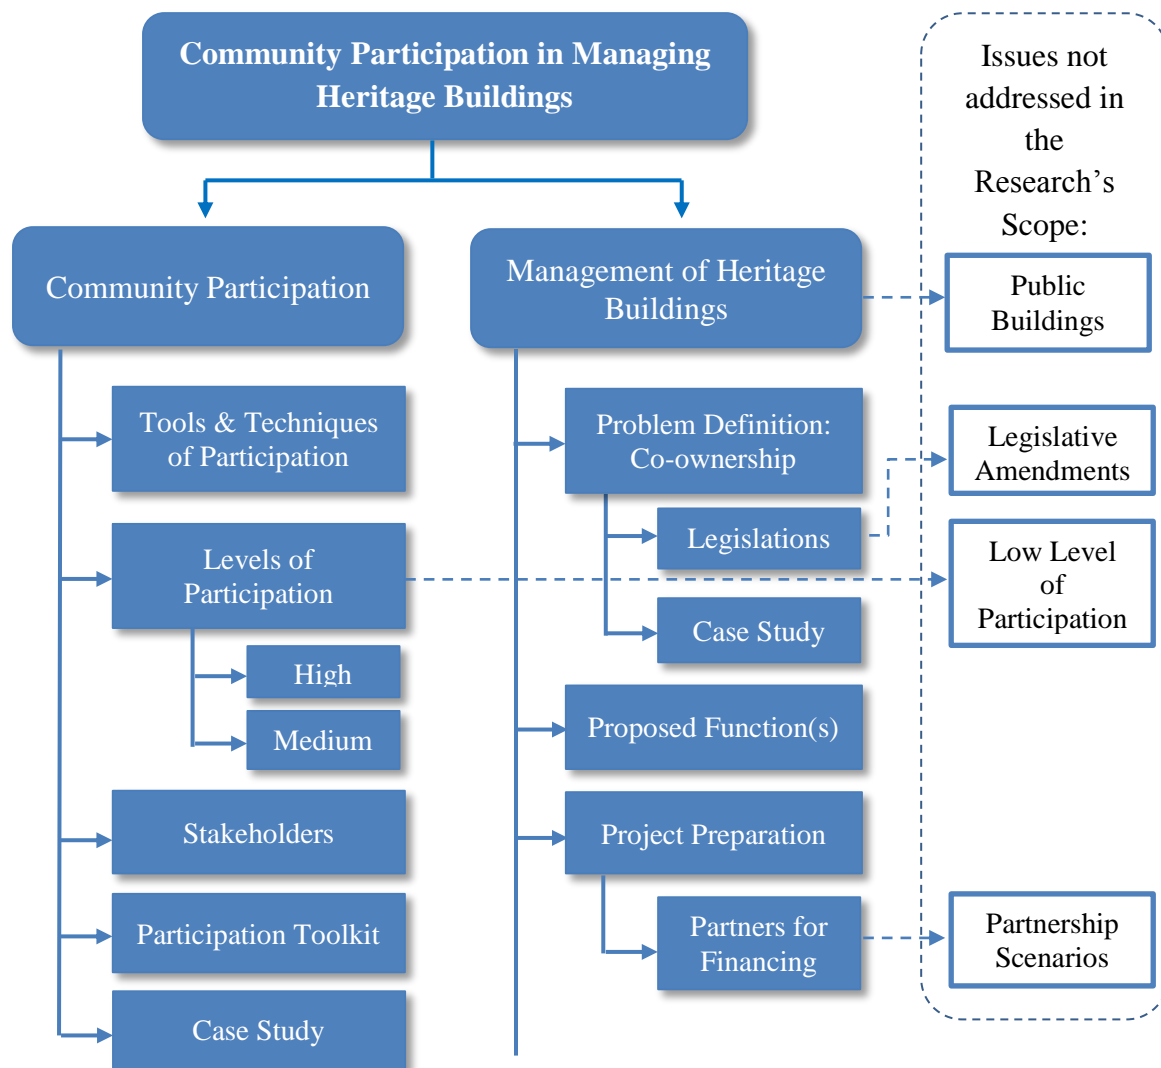 Community Participation in Managing
Heritage Buildings
Community Participation
Tools & Techniques
of Participation
Levels of
Participation
High
Medium
Stakeholders
Participation Toolkit
Case Study
Management of Heritage
Buildings
Problem Definition:
Co-ownership
Legislations
Case Study
Proposed Function(s)
Project Preparation
Partners for
Financing
Issues not
addressed in
the
Research’s
Scope:
Public
Buildings
Legislative
Amendments
Low Level
of
Participation
Partnership
Scenarios